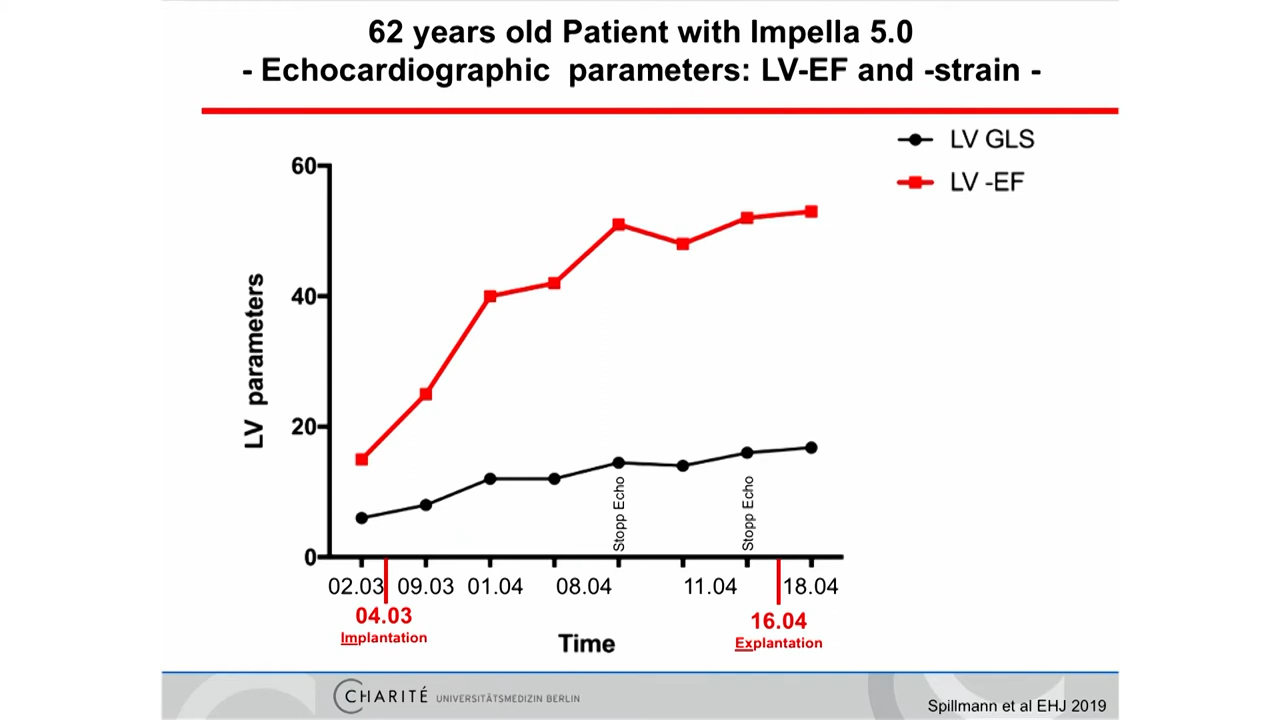 62 years old Patient with Impella 5.0
- Echocardiographic parameters: LV-EF and -strain -
LV GLS
LV -EF
60
40
20
0
LV parameters
Stopp Echo
Stopp Echo
02.03 09.03 01.04 08.04 11.04 18.04
04.03
Implantation
16.04
Explantation
Time
CHARITÉ UNIVERSITÄTSMEDIZIN BERLIN
Spillmann et al EHJ 2019